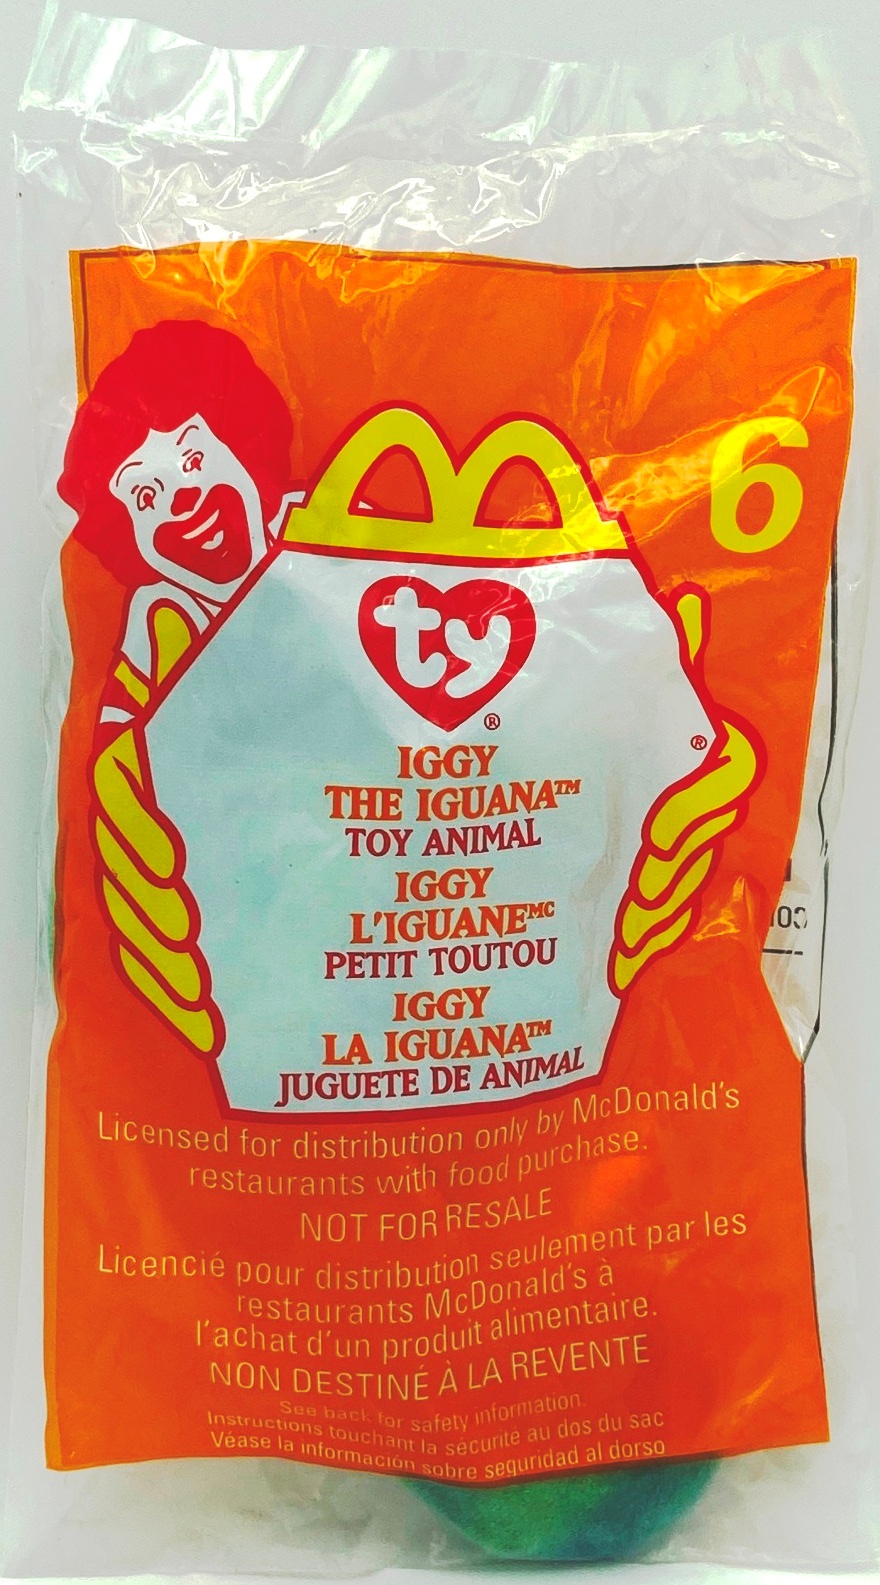 6
ty®
®
IGGY
THE IGUANA™
TOY ANIMAL
IGGY
L'IGUANEᴹᶜ
PETIT TOUTOU
IGGY
LA IGUANA™
JUGUETE DE ANIMAL
Licensed for distribution only by McDonald's
restaurants with food purchase.
NOT FOR RESALE
Licencié pour distribution seulement par les
restaurants McDonald's à
l'achat d'un produit alimentaire.
NON DESTINÉ À LA REVENTE
See back for safety information.
Instructions touchant la sécurité au dos du sac
Véase la información sobre seguridad al dorso